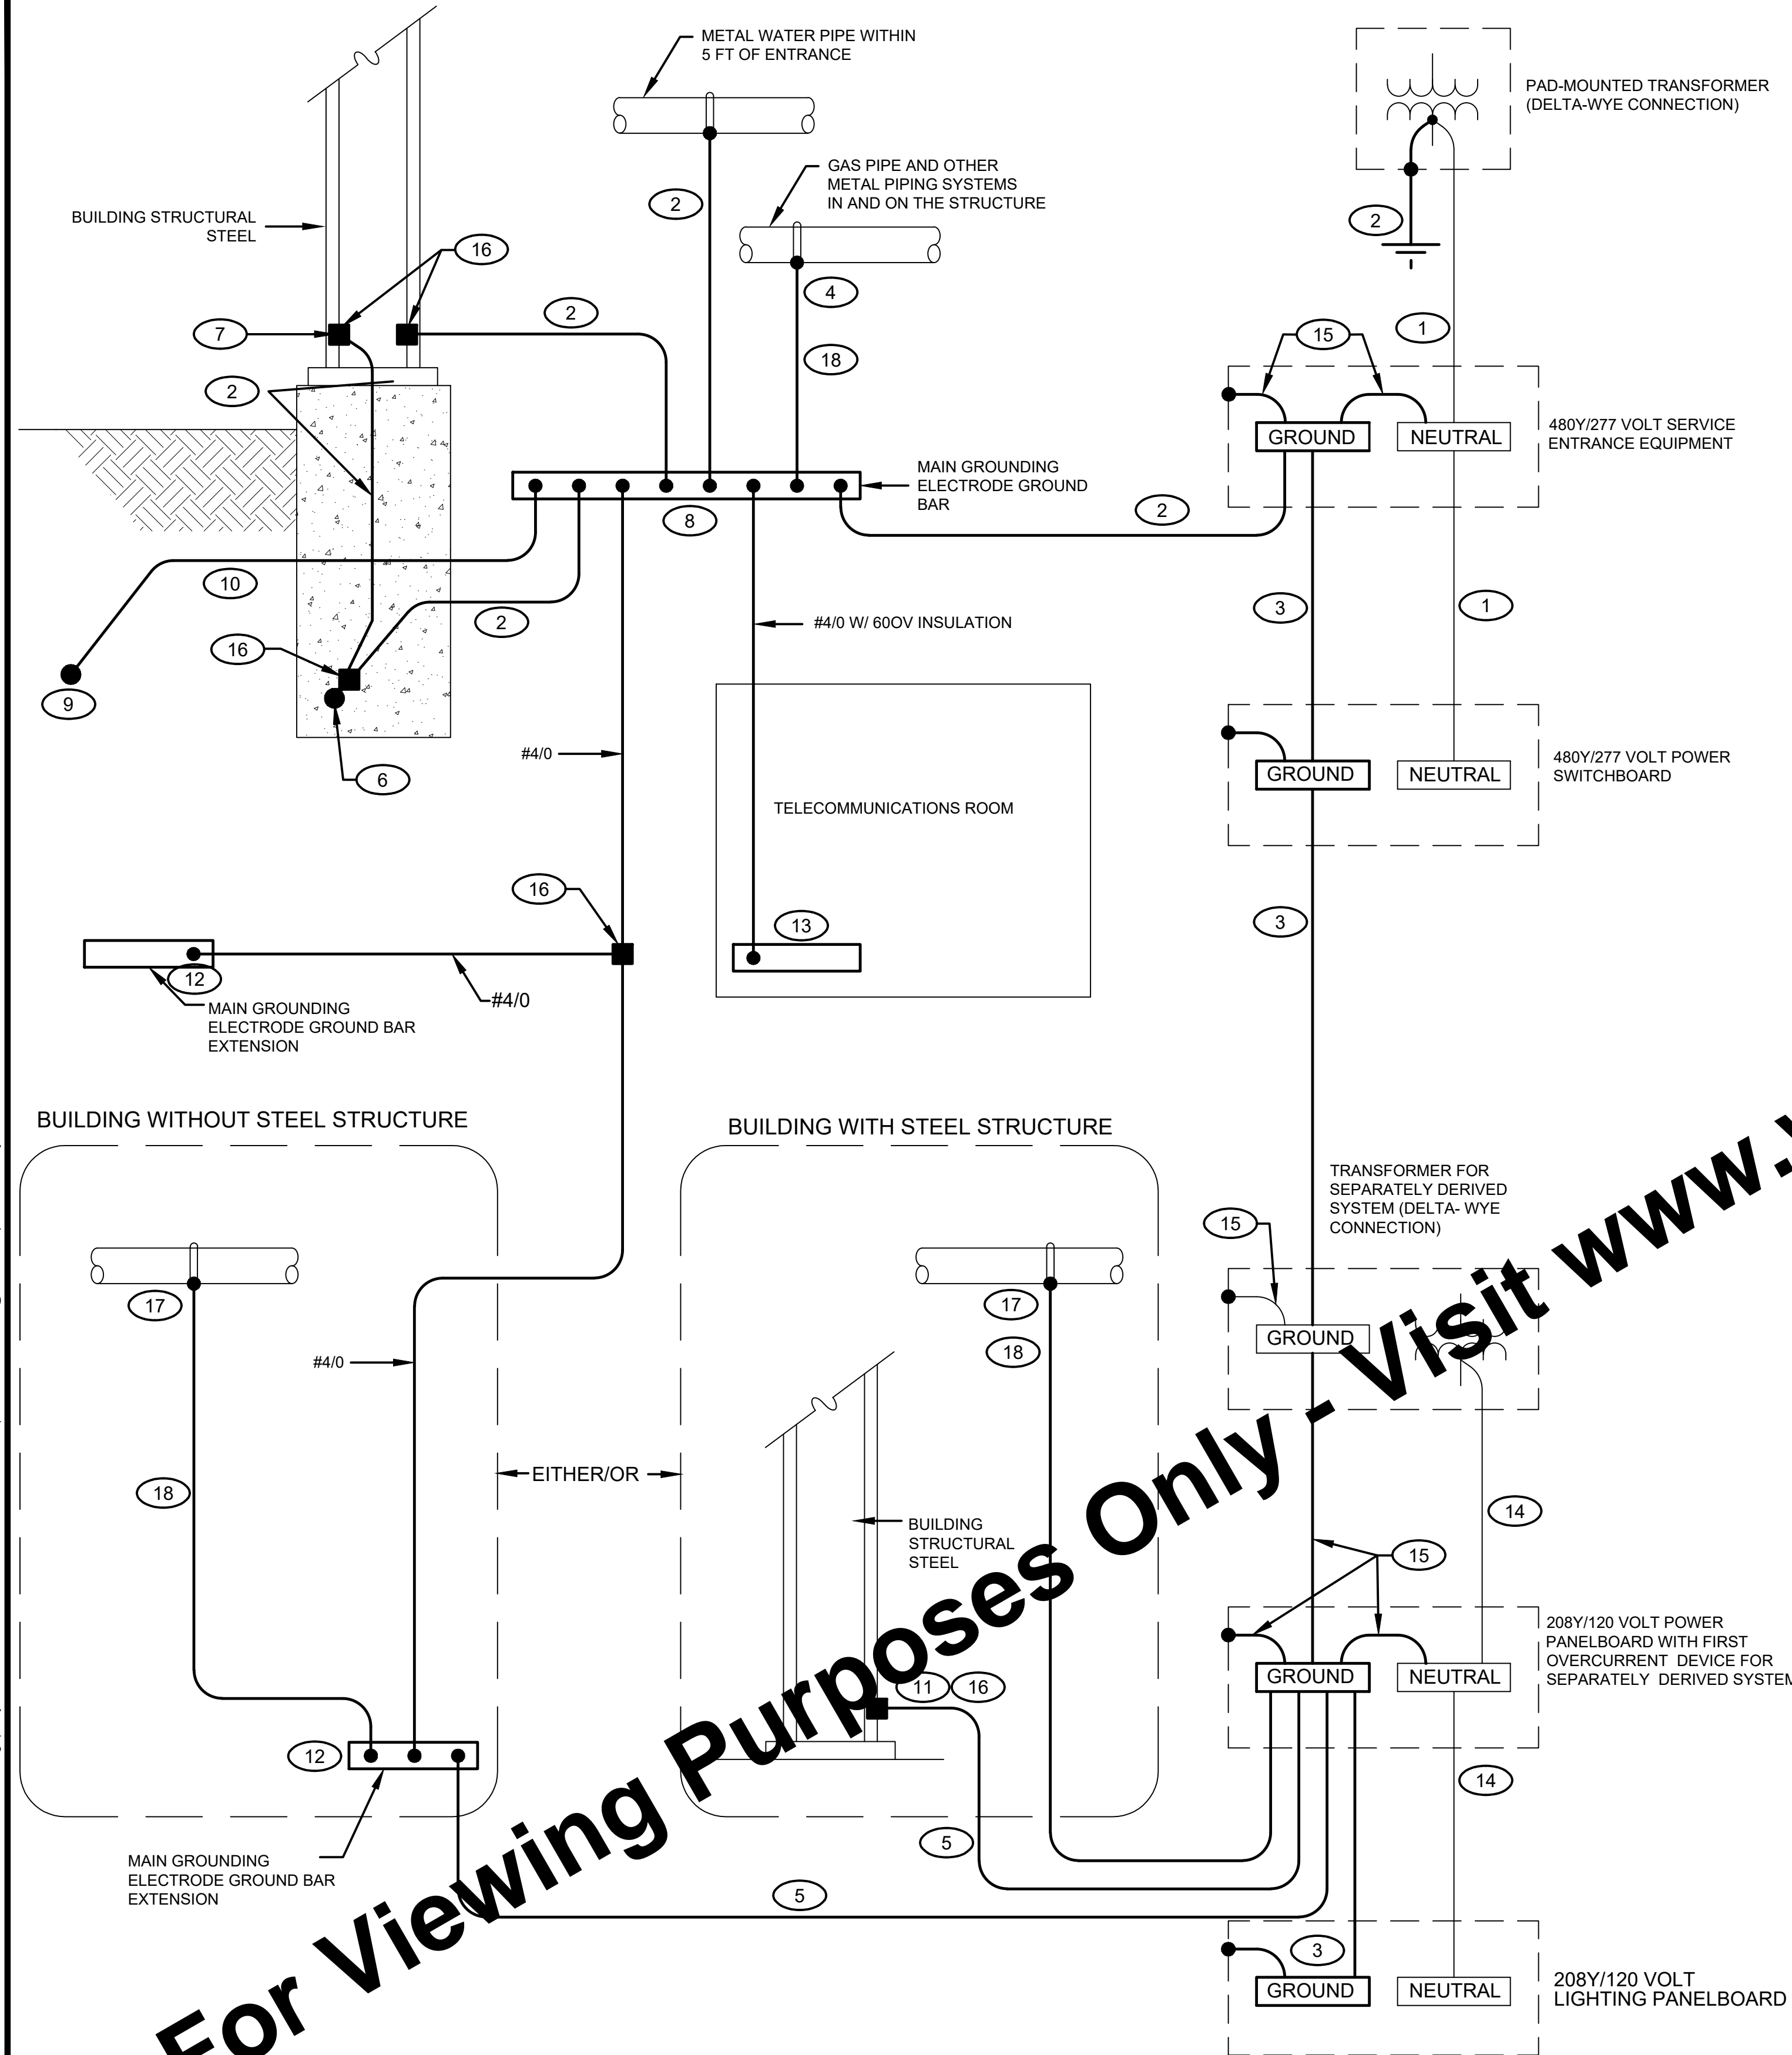 METAL WATER PIPE WITHIN
5 FT OF ENTRANCE
PAD-MOUNTED TRANSFORMER
(DELTA-WYE CONNECTION)
GAS PIPE AND OTHER
METAL PIPING SYSTEMS
IN AND ON THE STRUCTURE
2
2
BUILDING STRUCTURAL
STEEL
16
4
2
7
18
15
1
2
GROUND
NEUTRAL
480Y/277 VOLT SERVICE
ENTRANCE EQUIPMENT
MAIN GROUNDING
ELECTRODE GROUND
BAR
8
2
10
2
#4/0 W/ 60OV INSULATION
3
1
16
9
6
#4/0
GROUND
NEUTRAL
480Y/277 VOLT POWER
SWITCHBOARD
TELECOMMUNICATIONS ROOM
16
13
3
12
#4/0
MAIN GROUNDING
ELECTRODE GROUND BAR
EXTENSION
BUILDING WITHOUT STEEL STRUCTURE
BUILDING WITH STEEL STRUCTURE
TRANSFORMER FOR
SEPARATELY DERIVED
SYSTEM (DELTA- WYE
CONNECTION)
15
17
17
GROUND
18
#4/0
18
EITHER/OR
BUILDING
STRUCTURAL
STEEL
14
15
208Y/120 VOLT POWER
PANELBOARD WITH FIRST
OVERCURRENT DEVICE FOR
SEPARATELY DERIVED SYSTEM
GROUND
NEUTRAL
11
16
12
14
5
MAIN GROUNDING
ELECTRODE GROUND BAR
EXTENSION
5
3
GROUND
NEUTRAL
208Y/120 VOLT
LIGHTING PANELBOARD
For Viewing Purposes Only - Visit www.